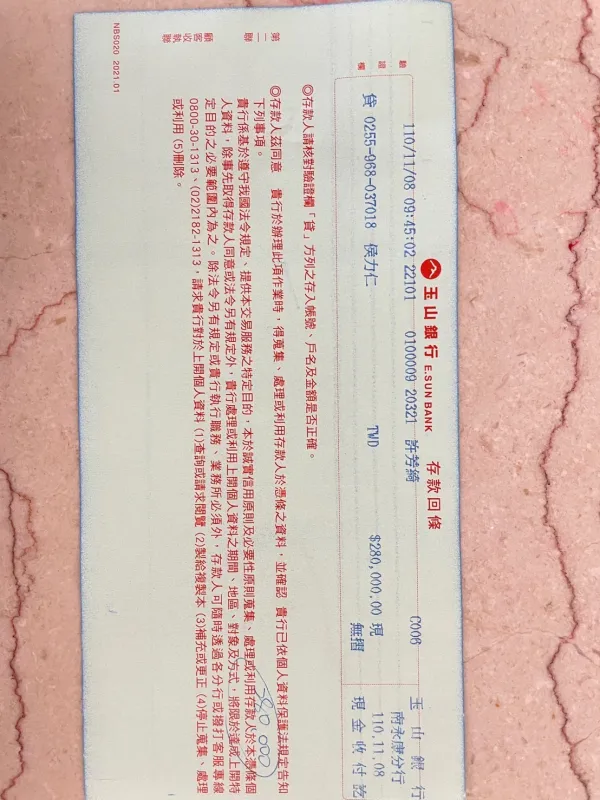 玉山銀行 E.SUN BANK 存款回條
驗證欄
110/11/08 09:45:02 22101 0100009 20321 許芳綺 C006
貸 0255-968-037018 侯力仁 TWD $280,000.00 現
無摺
玉山銀行
南永康分行
110.11.08
現金收付訖
◎存款人請核對驗證欄「貸」方列之存入帳號、戶名及金額是否正確。
◎存款人茲同意 貴行於辦理此項作業時,得蒐集、處理或利用存款人於憑條之資料,並確認 貴行已依個人資料保護法規定告知
下列事項。
貴行係基於遵守我國法令規定、提供本交易服務之特定目的,本於誠實信用原則及必要性原則蒐集、處理或利用存款人於本憑條個
人資料,除事先取得存款人同意或法令另有規定外,貴行處理或利用上開個人資料之期間、地區、對象及方式,將限於達成上開特
定目的之必要範圍內為之。除法令另有規定或貴行執行職務、業務所必須外,存款人可隨時透過各分行或撥打客服專線
0800-30-1313、(02)2182-1313,請求貴行對於上開個人資料 (1)查詢或請求閱覽 (2)製給複製本 (3)補充或更正 (4)停止蒐集、處理
或利用 (5)刪除。
第二聯 顧客收執聯
NBS020 2021.01